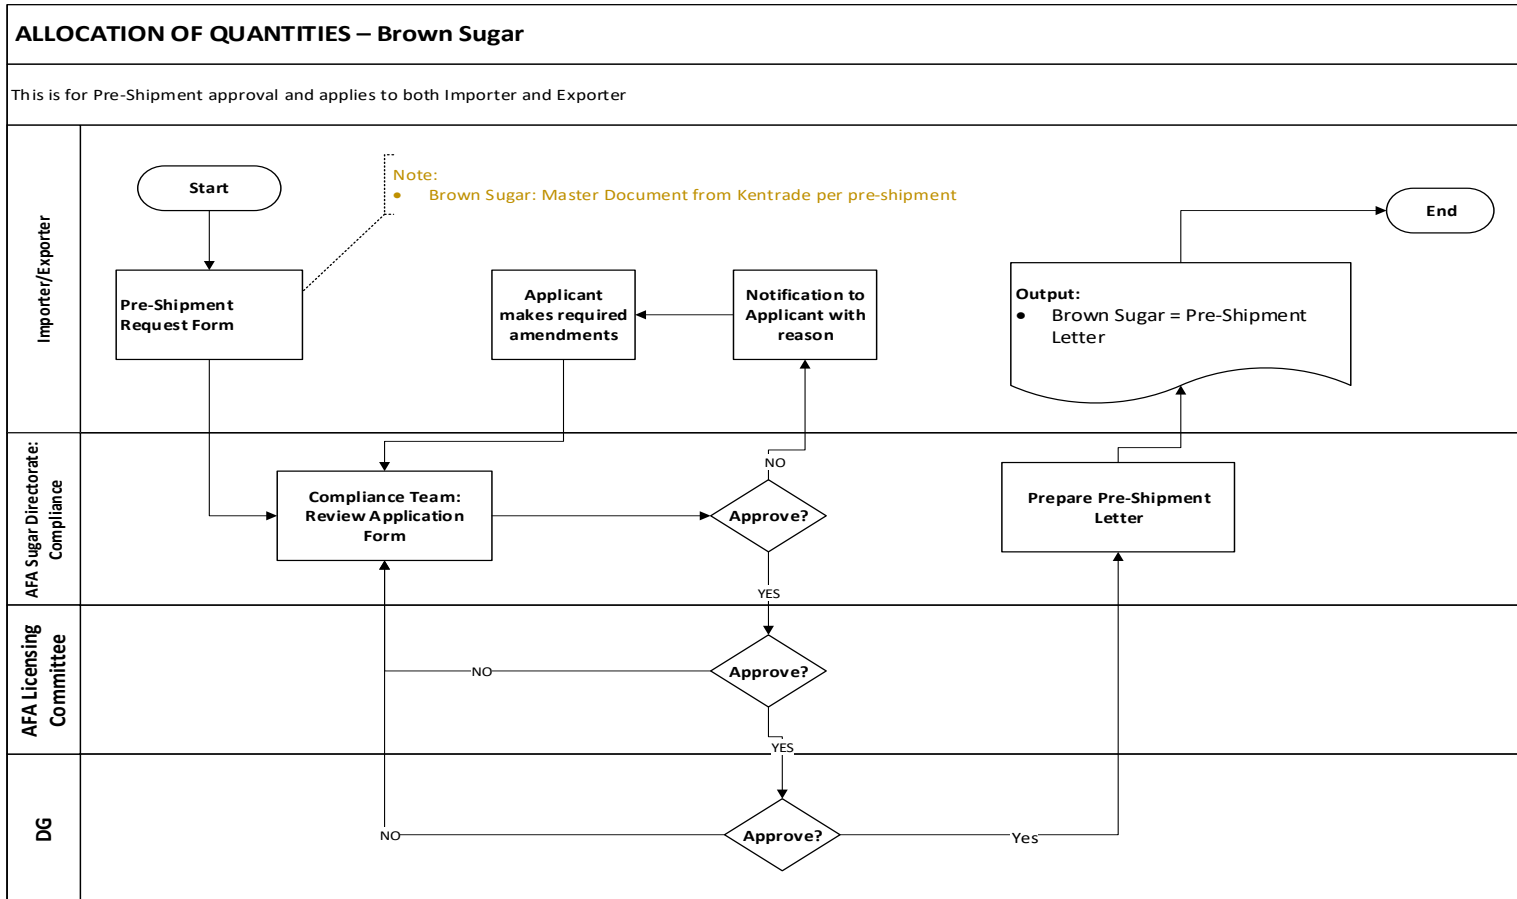 ALLOCATION OF QUANTITIES – Brown Sugar
This is for Pre-Shipment approval and applies to both Importer and Exporter
Importer/Exporter
Start
Note:
• Brown Sugar: Master Document from Kentrade per pre-shipment
End
Pre-Shipment
Request Form
Applicant
makes required
amendments
Notification to
Applicant with
reason
Output:
• Brown Sugar = Pre-Shipment
Letter
AFA Sugar Directorate:
Compliance
Compliance Team:
Review Application
Form
NO
Approve?
YES
Prepare Pre-Shipment
Letter
AFA Licensing
Committee
NO
Approve?
YES
DG
NO
Approve?
Yes